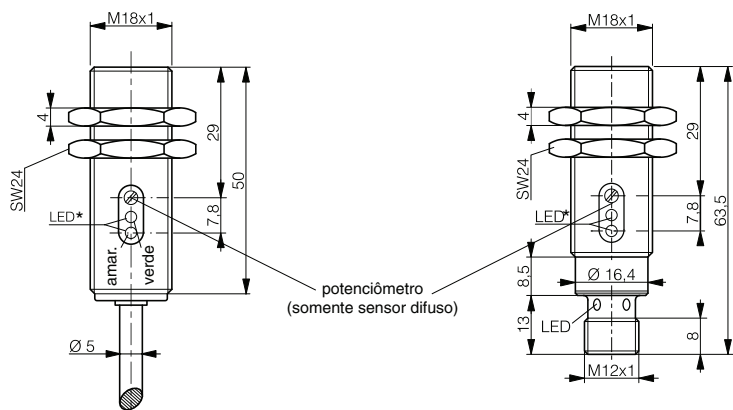 M18x1
4
29
50
SW24
LED*
7,8
amar.
verde
Ø 5
potenciômetro
(somente sensor difuso)
M18x1
4
29
63,5
SW24
LED*
7,8
8,5
Ø 16,4
13
LED
8
M12x1